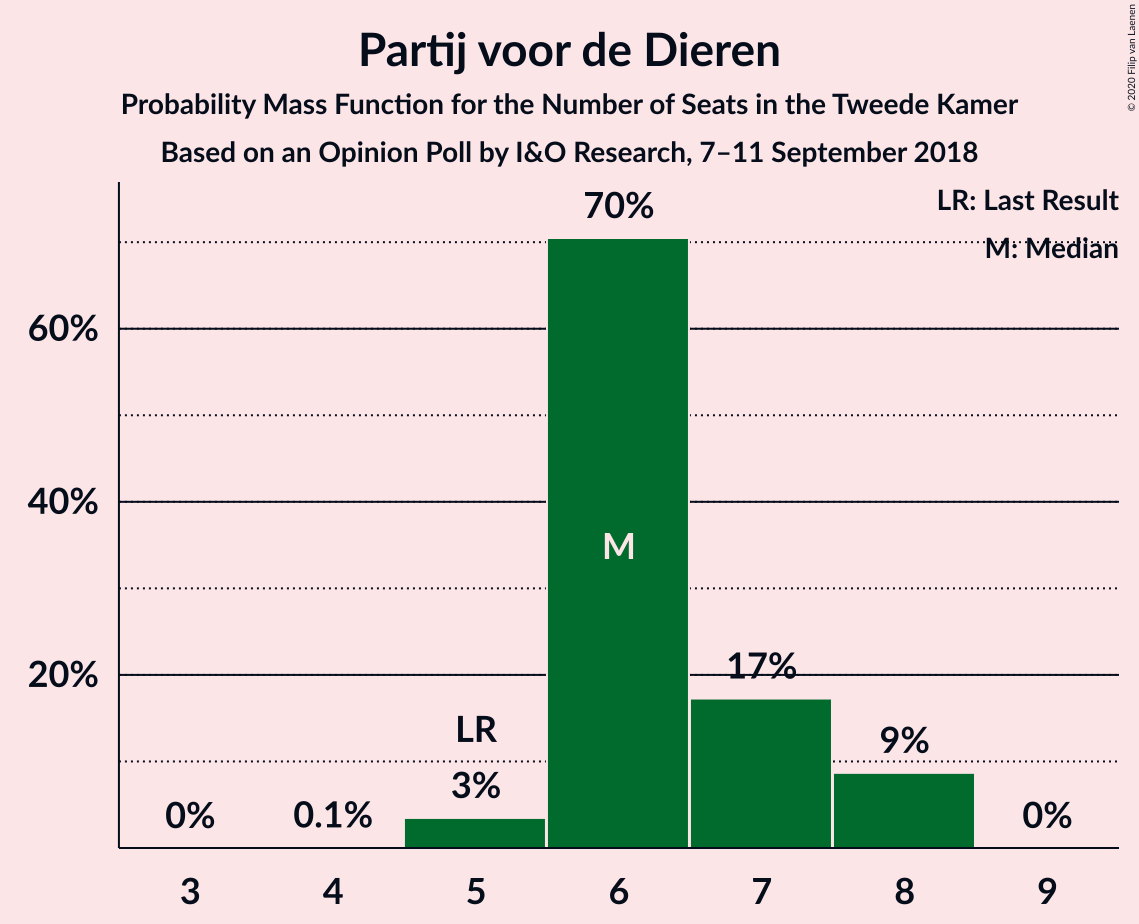 Partij voor de Dieren
Probability Mass Function for the Number of Seats in the Tweede Kamer
Based on an Opinion Poll by I&O Research, 7–11 September 2018
© 2020 Filip van Laenen
LR: Last Result
M: Median
60%
40%
20%
0%
0.1%
LR
3%
70%
M
17%
9%
0%
3 4 5 6 7 8 9